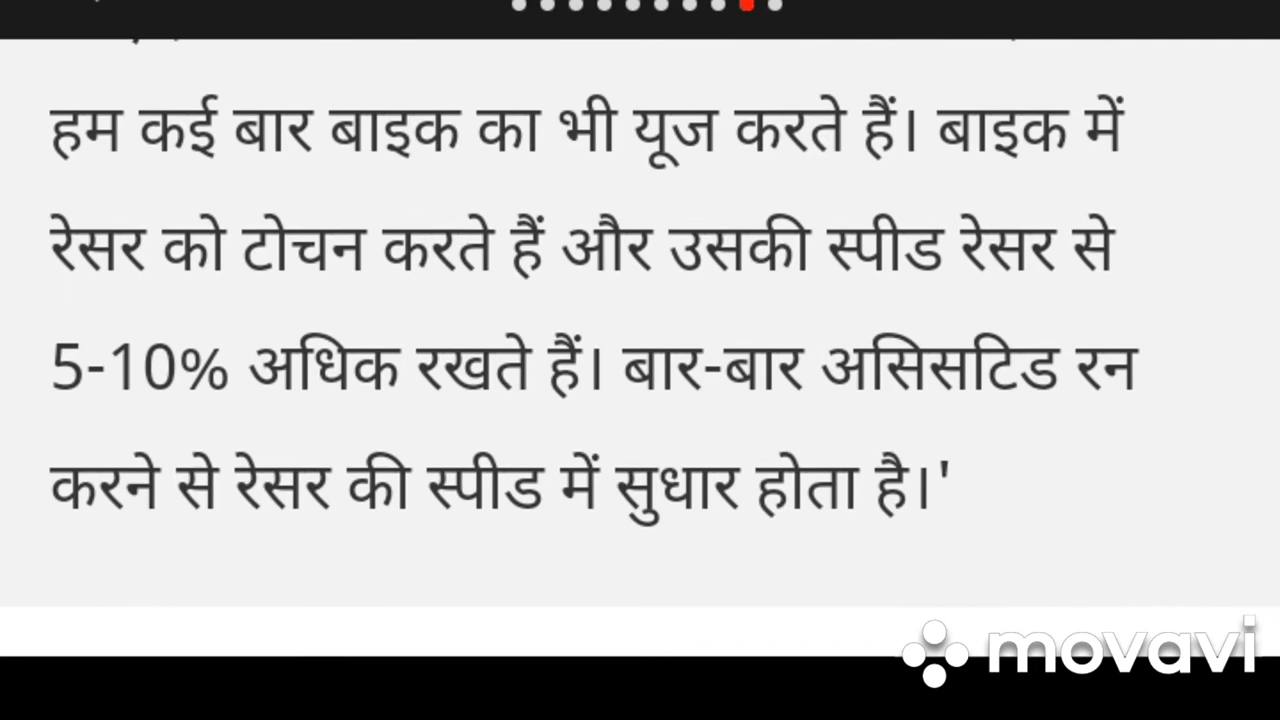 हम कई बार बाइक का भी यूज करते हैं। बाइक में
रेसर को टोचन करते हैं और उसकी स्पीड रेसर से
5-10% अधिक रखते हैं। बार-बार असिसटिड रन
करने से रेसर की स्पीड में सुधार होता है।'
movavi